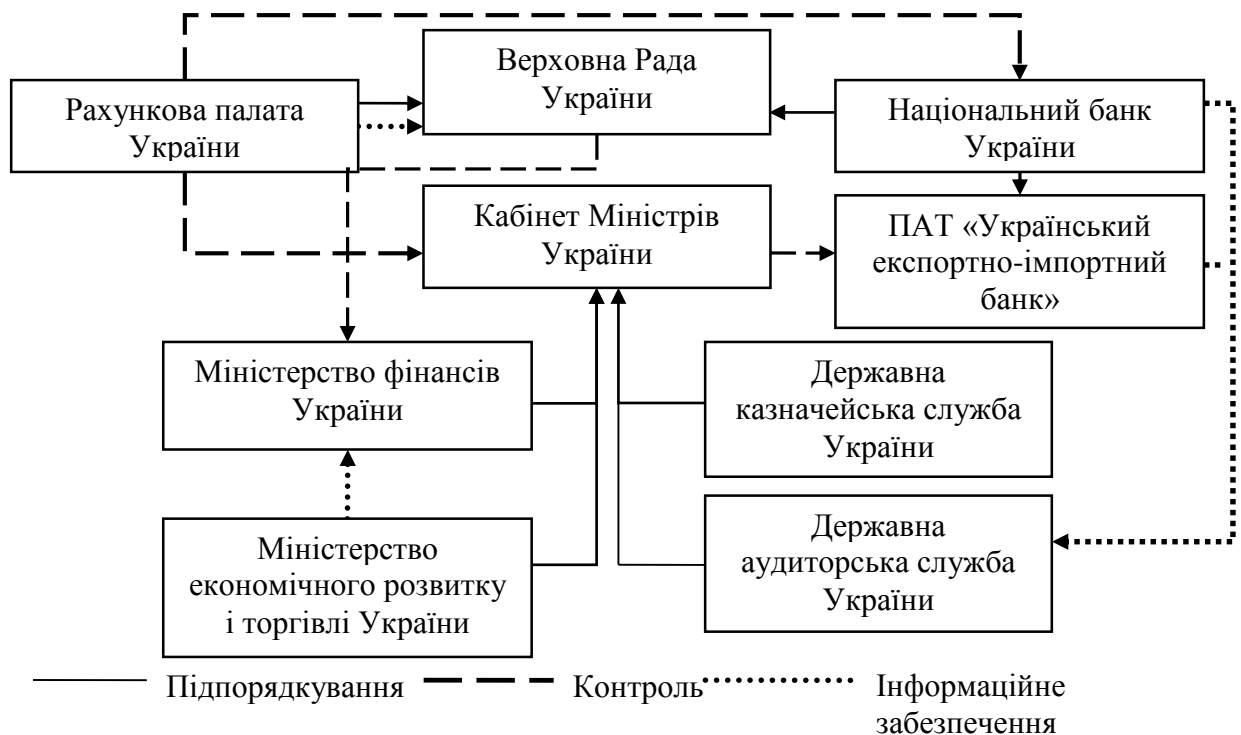 Верховна Рада
України
Рахункова палата
України
Національний банк
України
Кабінет Міністрів
України
ПАТ «Український
експортно-імпортний
банк»
Міністерство фінансів
України
Державна
казначейська служба
України
Міністерство
економічного розвитку
і торгівлі України
Державна
аудиторська служба
України
Підпорядкування
Контроль
Інформаційне
забезпечення